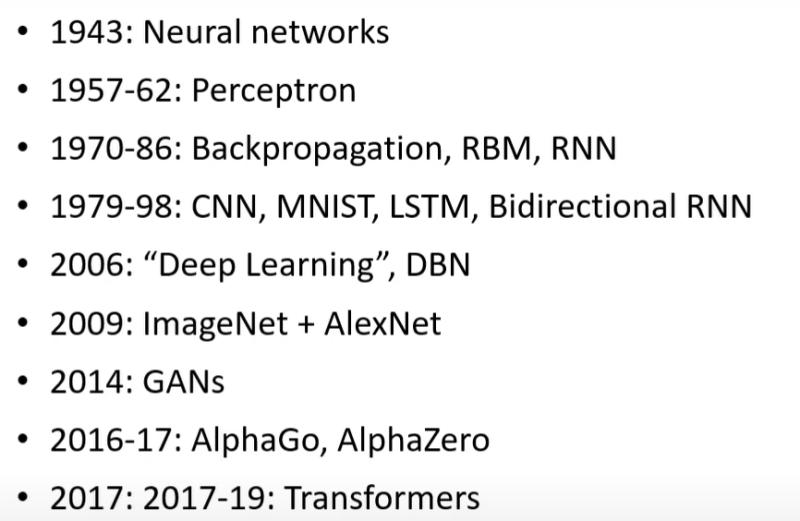 • 1943: Neural networks
• 1957-62: Perceptron
• 1970-86: Backpropagation, RBM, RNN
• 1979-98: CNN, MNIST, LSTM, Bidirectional RNN
• 2006: “Deep Learning”, DBN
• 2009: ImageNet + AlexNet
• 2014: GANs
• 2016-17: AlphaGo, AlphaZero
• 2017: 2017-19: Transformers